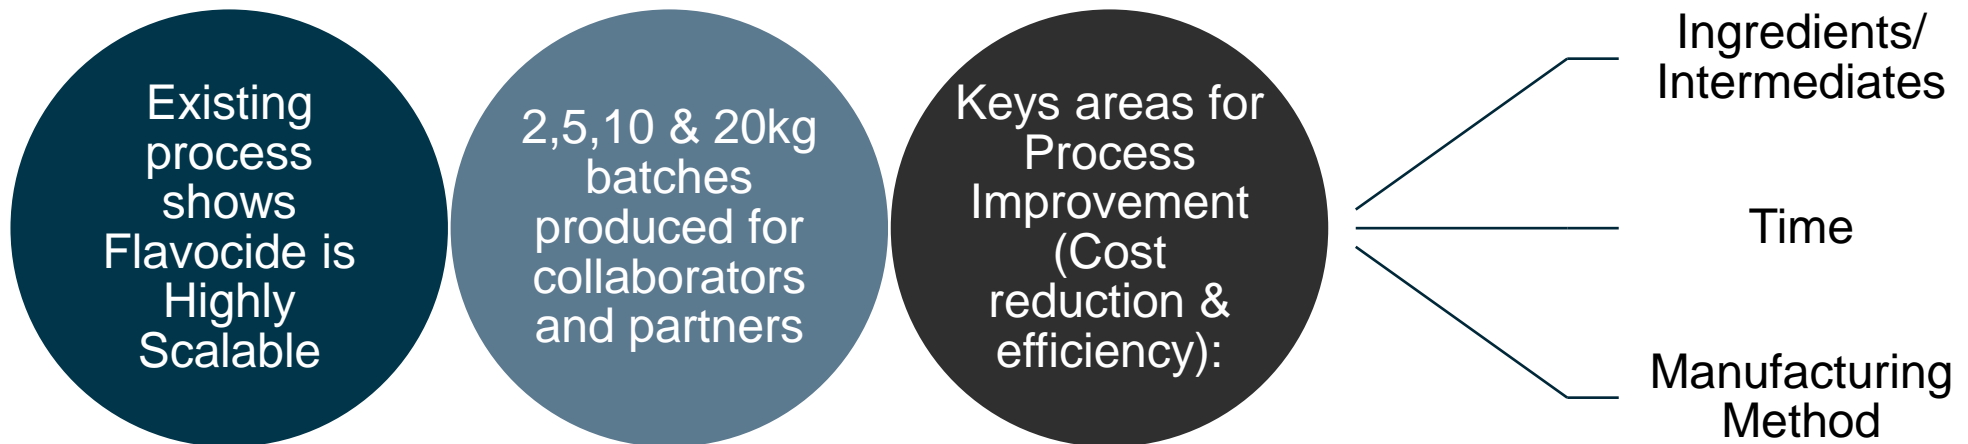 Existing
process
shows
Flavocide is
Highly
Scalable
2,5,10 & 20kg
batches
produced for
collaborators
and partners
Keys areas for
Process
Improvement
(Cost
reduction &
efficiency):
Ingredients/
Intermediates
Time
Manufacturing
Method